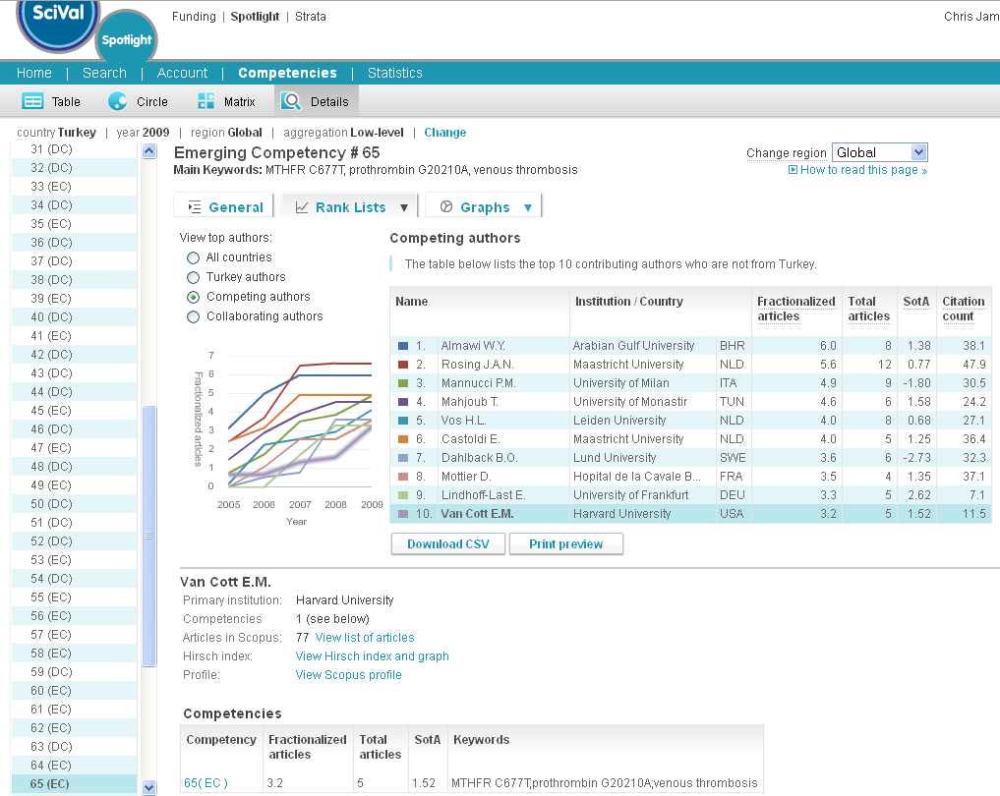 SciVal
Spotlight
Funding | Spotlight | Strata
Chris Jam
Home | Search | Account | Competencies | Statistics
Table Circle Matrix Details
country Turkey | year 2009 | region Global | aggregation Low-level | Change
31 (DC)
32 (DC)
33 (EC)
34 (DC)
35 (EC)
36 (DC)
37 (DC)
38 (DC)
39 (EC)
40 (DC)
41 (EC)
42 (DC)
43 (DC)
44 (DC)
45 (EC)
46 (DC)
47 (EC)
48 (DC)
49 (EC)
50 (DC)
51 (DC)
52 (DC)
53 (EC)
54 (DC)
55 (EC)
56 (EC)
57 (EC)
58 (EC)
59 (DC)
60 (EC)
61 (EC)
62 (EC)
63 (DC)
64 (EC)
65 (EC)
Emerging Competency # 65
Main Keywords: MTHFR C677T, prothrombin G20210A, venous thrombosis
Change region Global
How to read this page »
General Rank Lists ▼ Graphs ▼
View top authors:
All countries
Turkey authors
Competing authors
Collaborating authors
7
6
5
4
3
2
1
0
Fractionalized articles
2005 2006 2007 2008 2009
Year
Competing authors
The table below lists the top 10 contributing authors who are not from Turkey.
Name Institution / Country Fractionalized articles Total articles SotA Citation count
1. Almawi W.Y. Arabian Gulf University BHR 6.0 8 1.38 38.1
2. Rosing J.A.N. Maastricht University NLD 5.6 12 0.77 47.9
3. Mannucci P.M. University of Milan ITA 4.9 9 -1.80 30.5
4. Mahjoub T. University of Monastir TUN 4.6 6 1.58 24.2
5. Vos H.L. Leiden University NLD 4.0 8 0.68 27.1
6. Castoldi E. Maastricht University NLD 4.0 5 1.25 36.4
7. Dahlback B.O. Lund University SWE 3.6 6 -2.73 32.3
8. Mottier D. Hopital de la Cavale B... FRA 3.5 4 1.35 37.1
9. Lindhoff-Last E. University of Frankfurt DEU 3.3 5 2.62 7.1
10. Van Cott E.M. Harvard University USA 3.2 5 1.52 11.5
Download CSV Print preview
Van Cott E.M.
Primary institution: Harvard University
Competencies 1 (see below)
Articles in Scopus: 77 View list of articles
Hirsch index: View Hirsch index and graph
Profile: View Scopus profile
Competencies
Competency Fractionalized articles Total articles SotA Keywords
65( EC ) 3.2 5 1.52 MTHFR C677T;prothrombin G20210A;venous thrombosis